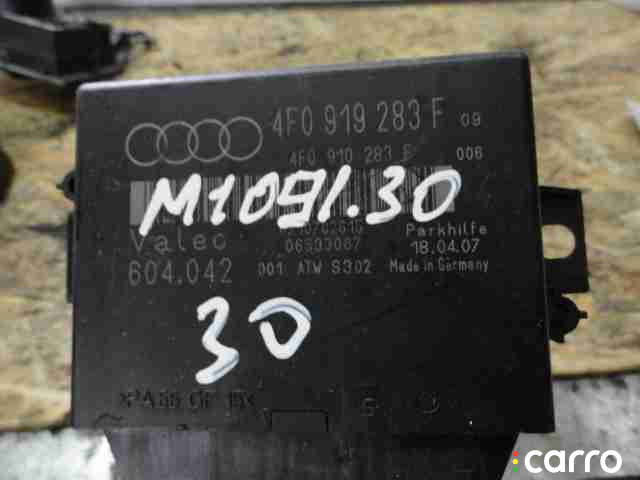 4F0 919 283 F 09
4F0 910 283 F 006
M1091.30
Valeo Parkhilfe
18.04.07
604.042 001 ATW S302 Made in Germany
30
carro